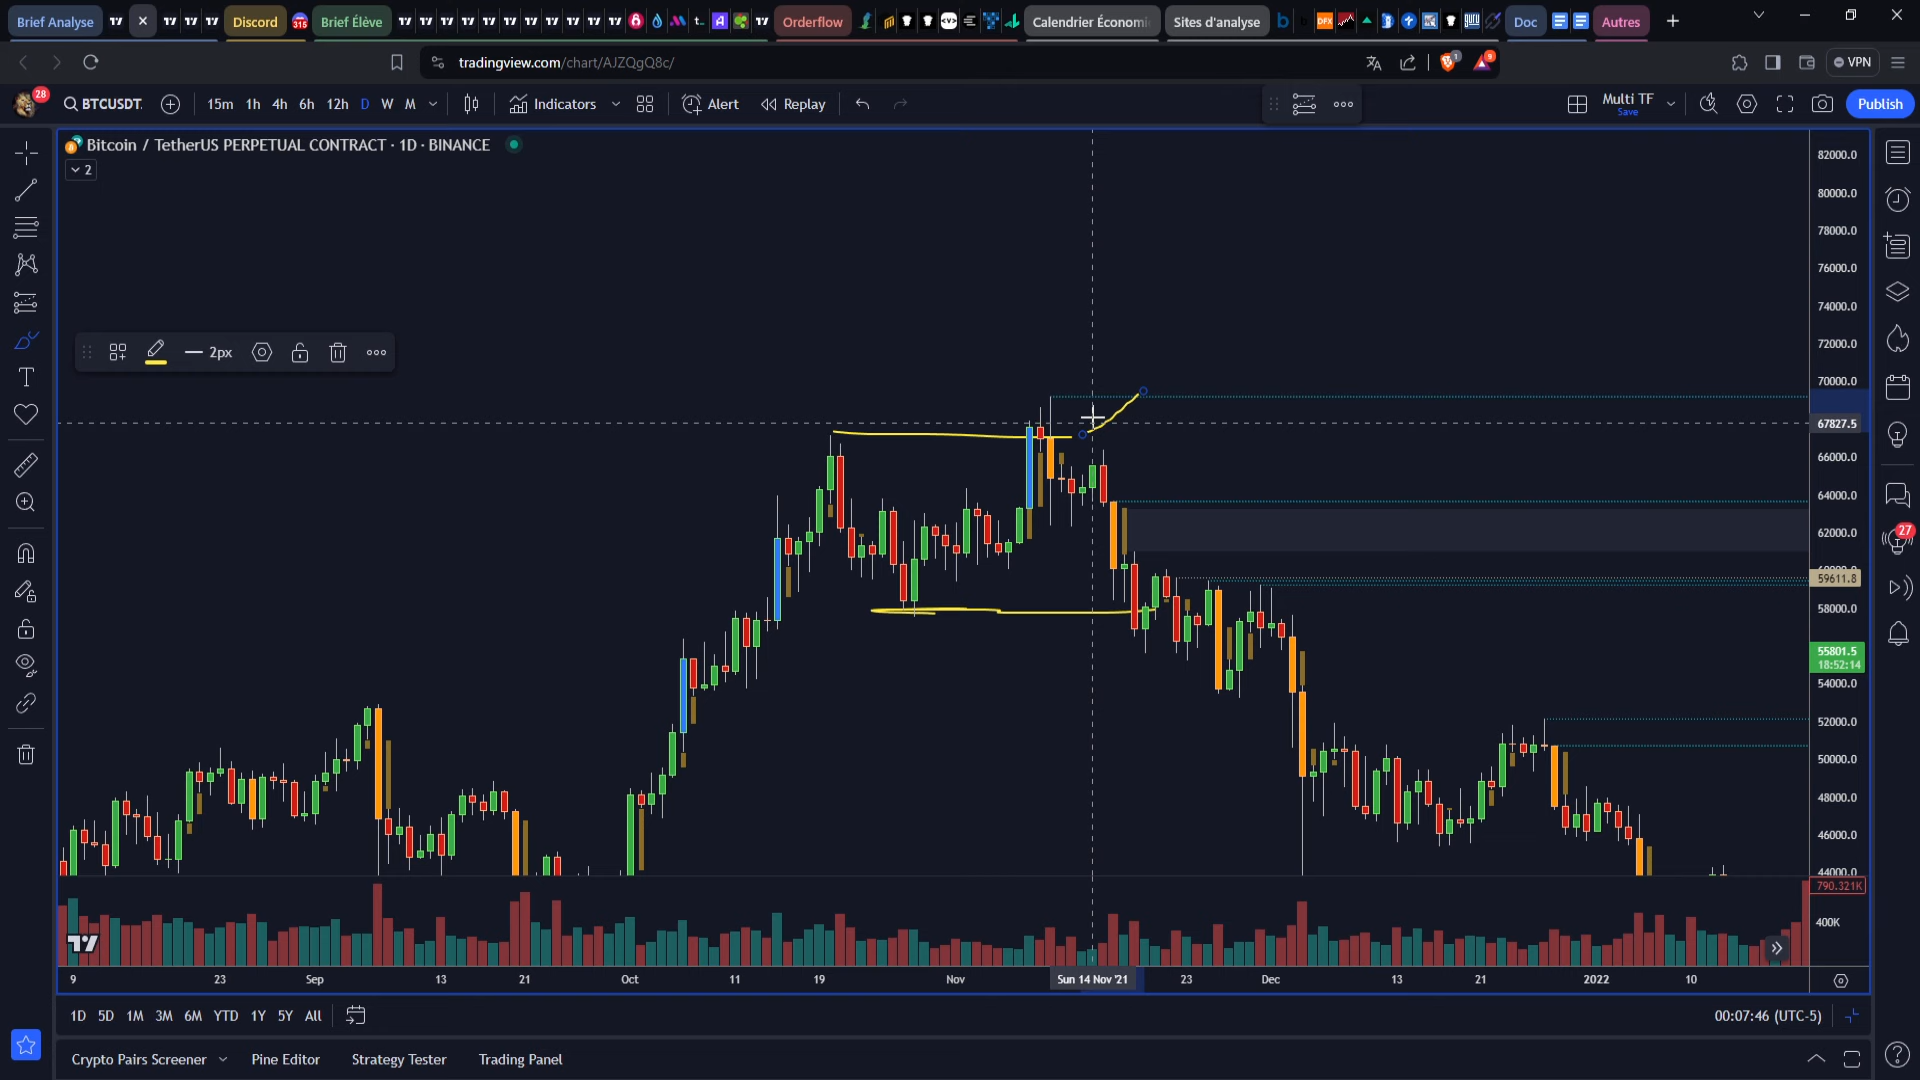 Brief Analyse
Discord
315
Brief Élève
Orderflow
Calendrier Économi
Sites d'analyse
Doc
Autres
tradingview.com/chart/AJZQgQ8c/
1
9
VPN
28
BTCUSDT
15m 1h 4h 6h 12h D W M
Indicators
Alert
Replay
Multi TF
Save
Publish
Bitcoin / TetherUS PERPETUAL CONTRACT · 1D · BINANCE
2
2px
82000.0
80000.0
78000.0
76000.0
74000.0
72000.0
70000.0
67827.5
66000.0
64000.0
62000.0
59611.8
58000.0
55801.5
18:52:14
54000.0
52000.0
50000.0
48000.0
46000.0
44000.0
790.321K
400K
27
9 23 Sep 13 21 Oct 11 19 Nov Sun 14 Nov '21 23 Dec 13 21 2022 10
1D 5D 1M 3M 6M YTD 1Y 5Y All
00:07:46 (UTC-5)
Crypto Pairs Screener Pine Editor Strategy Tester Trading Panel